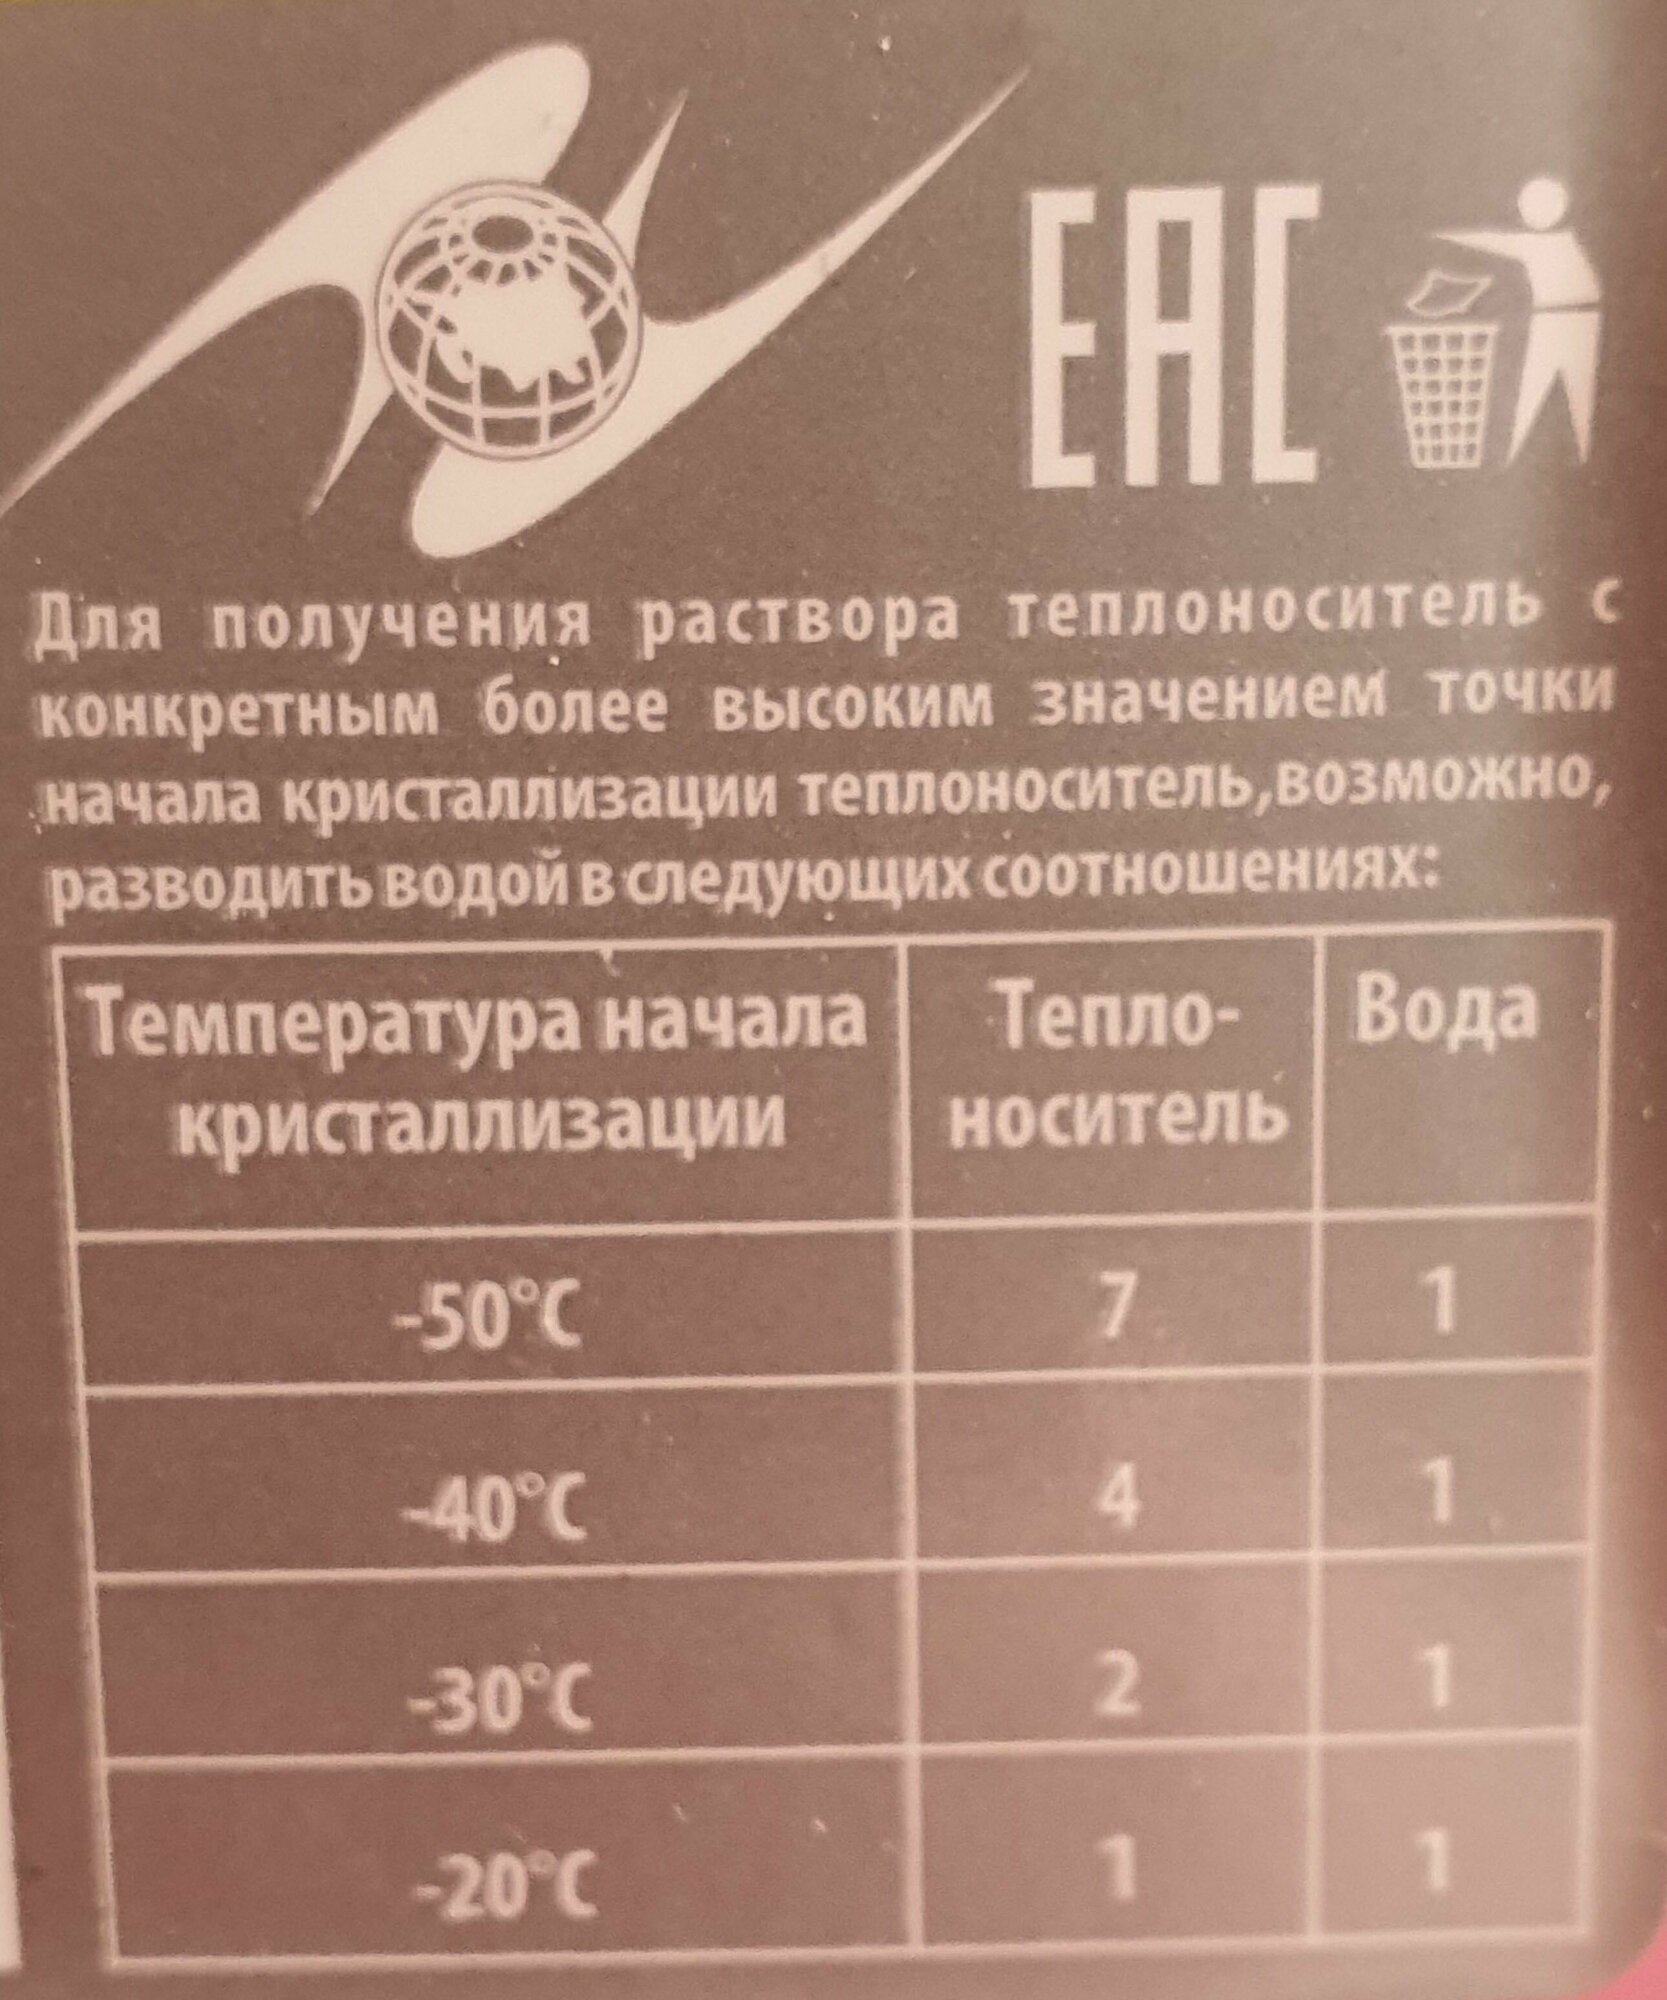 EAC
Для получения раствора теплоноситель с
конкретным более высоким значением точки
начала кристаллизации теплоноситель,возможно,
разводить водой в следующих соотношениях:
Температура начала кристаллизации Тепло-носитель Вода
-50°C 7 1
-40°C 4 1
-30°C 2 1
-20°C 1 1